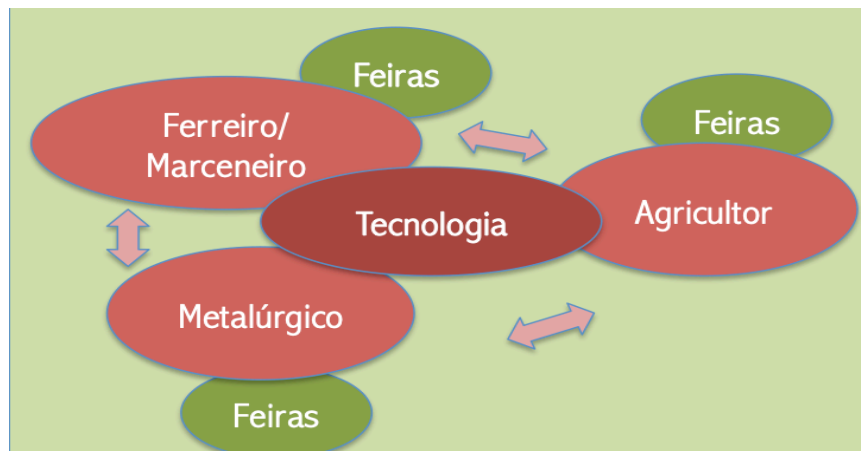 Feiras
Ferreiro/
Marceneiro
Feiras
Tecnologia
Agricultor
Metalúrgico
Feiras